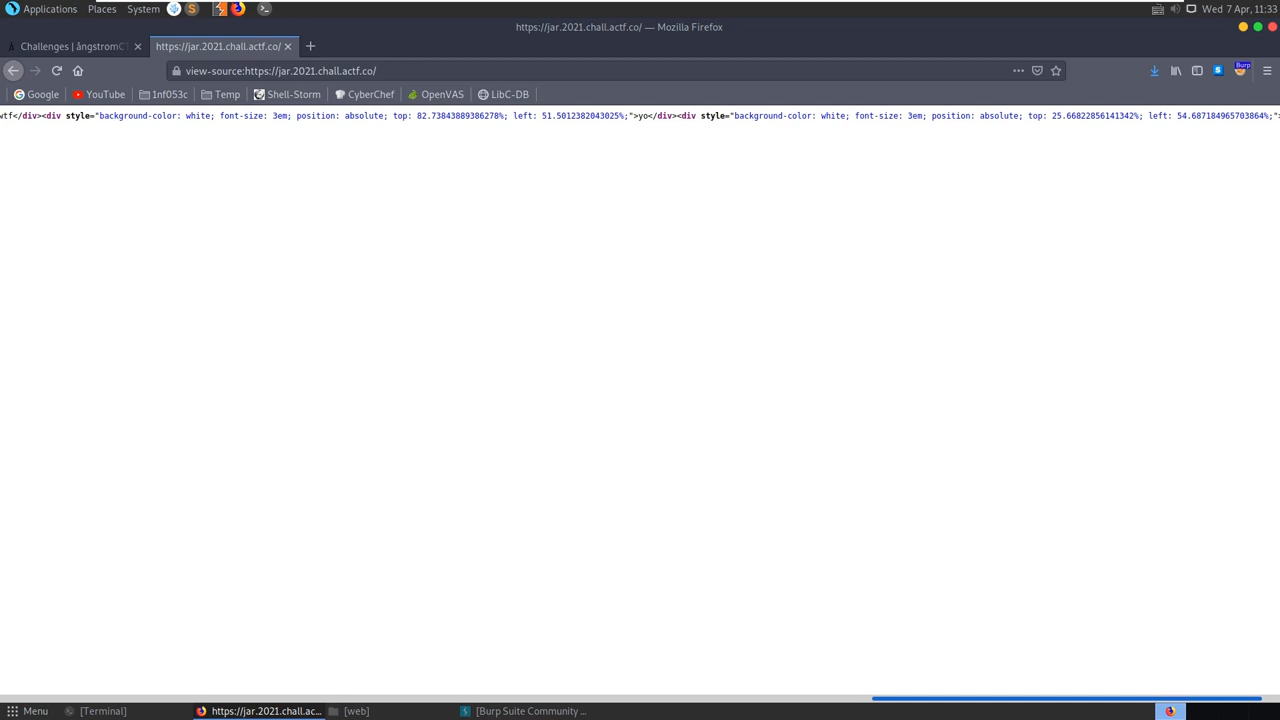 Applications Places System Wed 7 Apr, 11:33
https://jar.2021.chall.actf.co/ — Mozilla Firefox
Challenges | ångstromC https://jar.2021.chall.actf.co/
view-source:https://jar.2021.chall.actf.co/ Burp
Google YouTube 1nf053c Temp Shell-Storm CyberChef OpenVAS LibC-DB
wtf</div><div style="background-color: white; font-size: 3em; position: absolute; top: 82.73843889386278%; left: 51.5012382043025%;">yo</div><div style="background-color: white; font-size: 3em; position: absolute; top: 25.66822856141342%; left: 54.687184965703864%;">
Menu [Terminal] https://jar.2021.chall.ac... [web] [Burp Suite Community ...